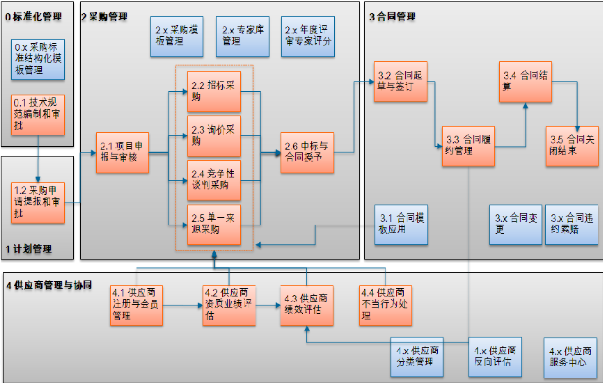 0 标准化管理
2 采购管理
3 合同管理
0.x 采购标
准结构化模
板管理
2.x 采购模
板管理
2.x 专家库
管理
2.x 年度评
审专家评分
0.1 技术规
范编制和审
批
2.2 招标采
购
3.2 合同起
草与签订
3.4 合同结
算
2.1 项目申
报与审核
2.3 询价采
购
2.6 中标与
合同授予
3.3 合同履
约管理
3.5 合同关
闭结束
1.2 采购申
请提报和审
批
2.4 竞争性
谈判采购
2.5 单一来
源采购
3.1 合同模
板应用
3.x 合同变
更
3.x 合同违
约索赔
1 计划管理
4 供应商管理与协同
4.1 供应商
注册与会员
管理
4.2 供应商
资质业绩评
估
4.3 供应商
绩效评估
4.4 供应商
不当行为处
理
4.x 供应商
分类管理
4.x 供应商
反向评估
4.x 供应商
服务中心